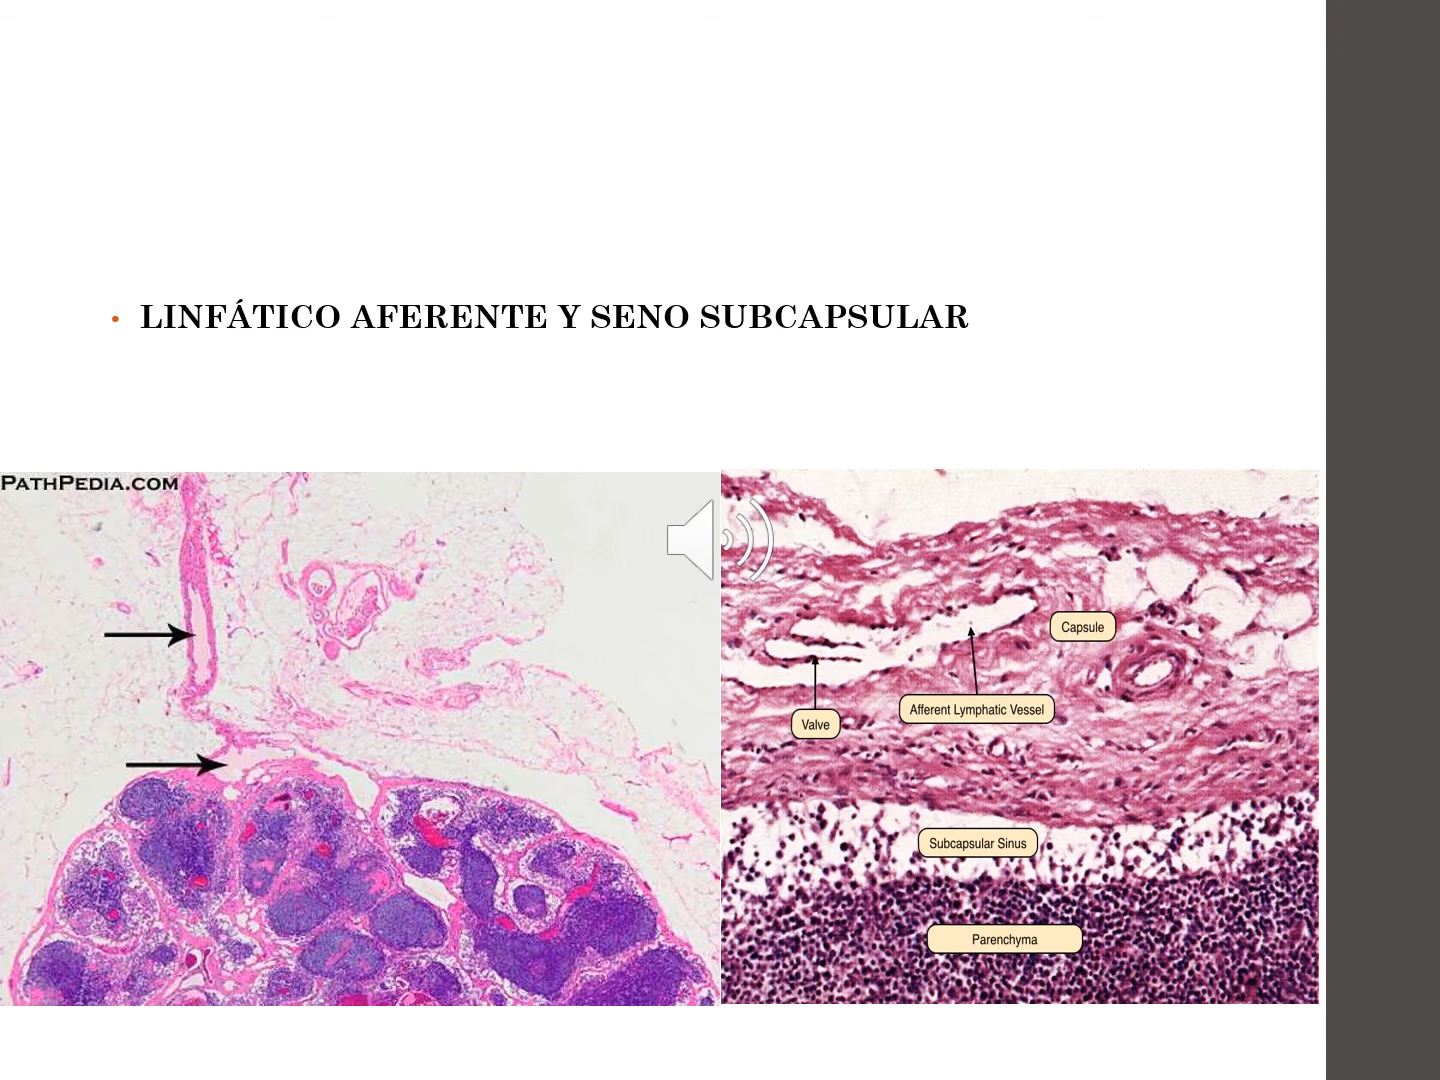 • LINFÁTICO AFERENTE Y SENO SUBCAPSULAR
PATHPEDIA.COM
Capsule
Afferent Lymphatic Vessel
Valve
Subcapsular Sinus
Parenchyma